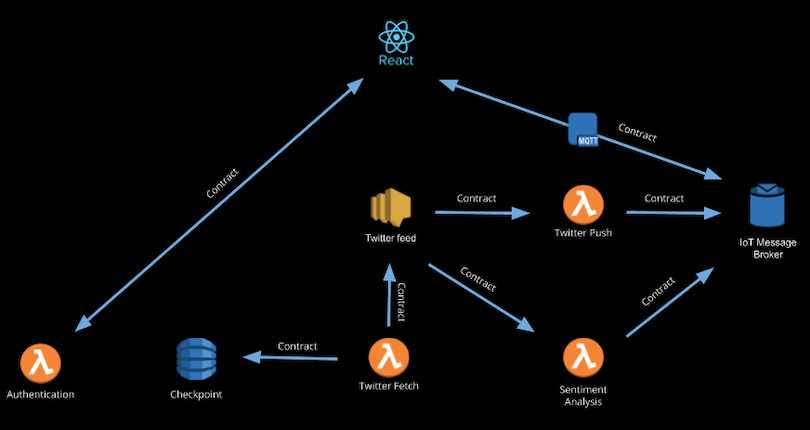 React
Contract
MQTT
Contract
Contract
Contract
Twitter feed
Twitter Push
IoT Message
Broker
Contract
Contract
Contract
Contract
Authentication
Checkpoint
Twitter Fetch
Sentiment
Analysis